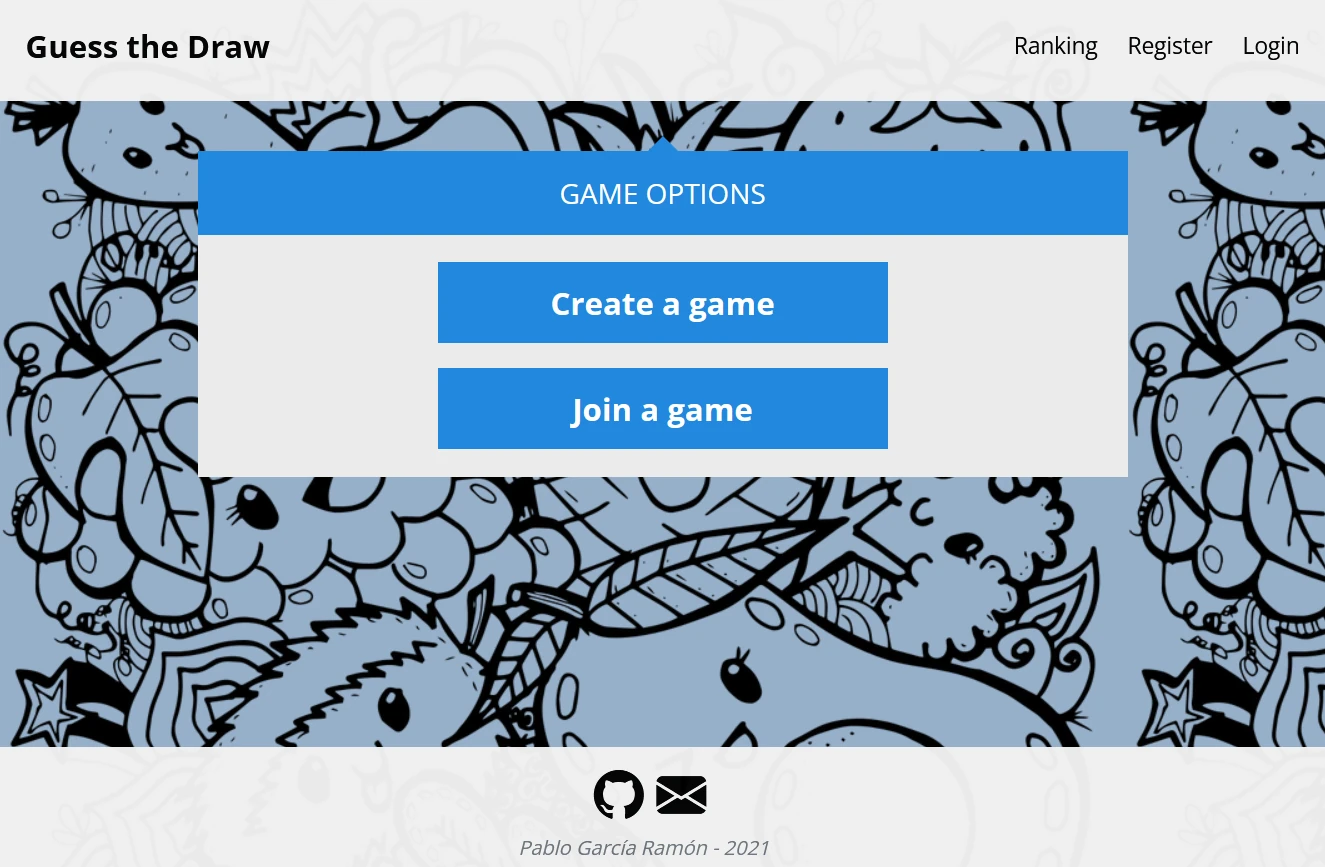 Guess the Draw
Ranking Register Login
GAME OPTIONS
Create a game
Join a game
Pablo García Ramón - 2021